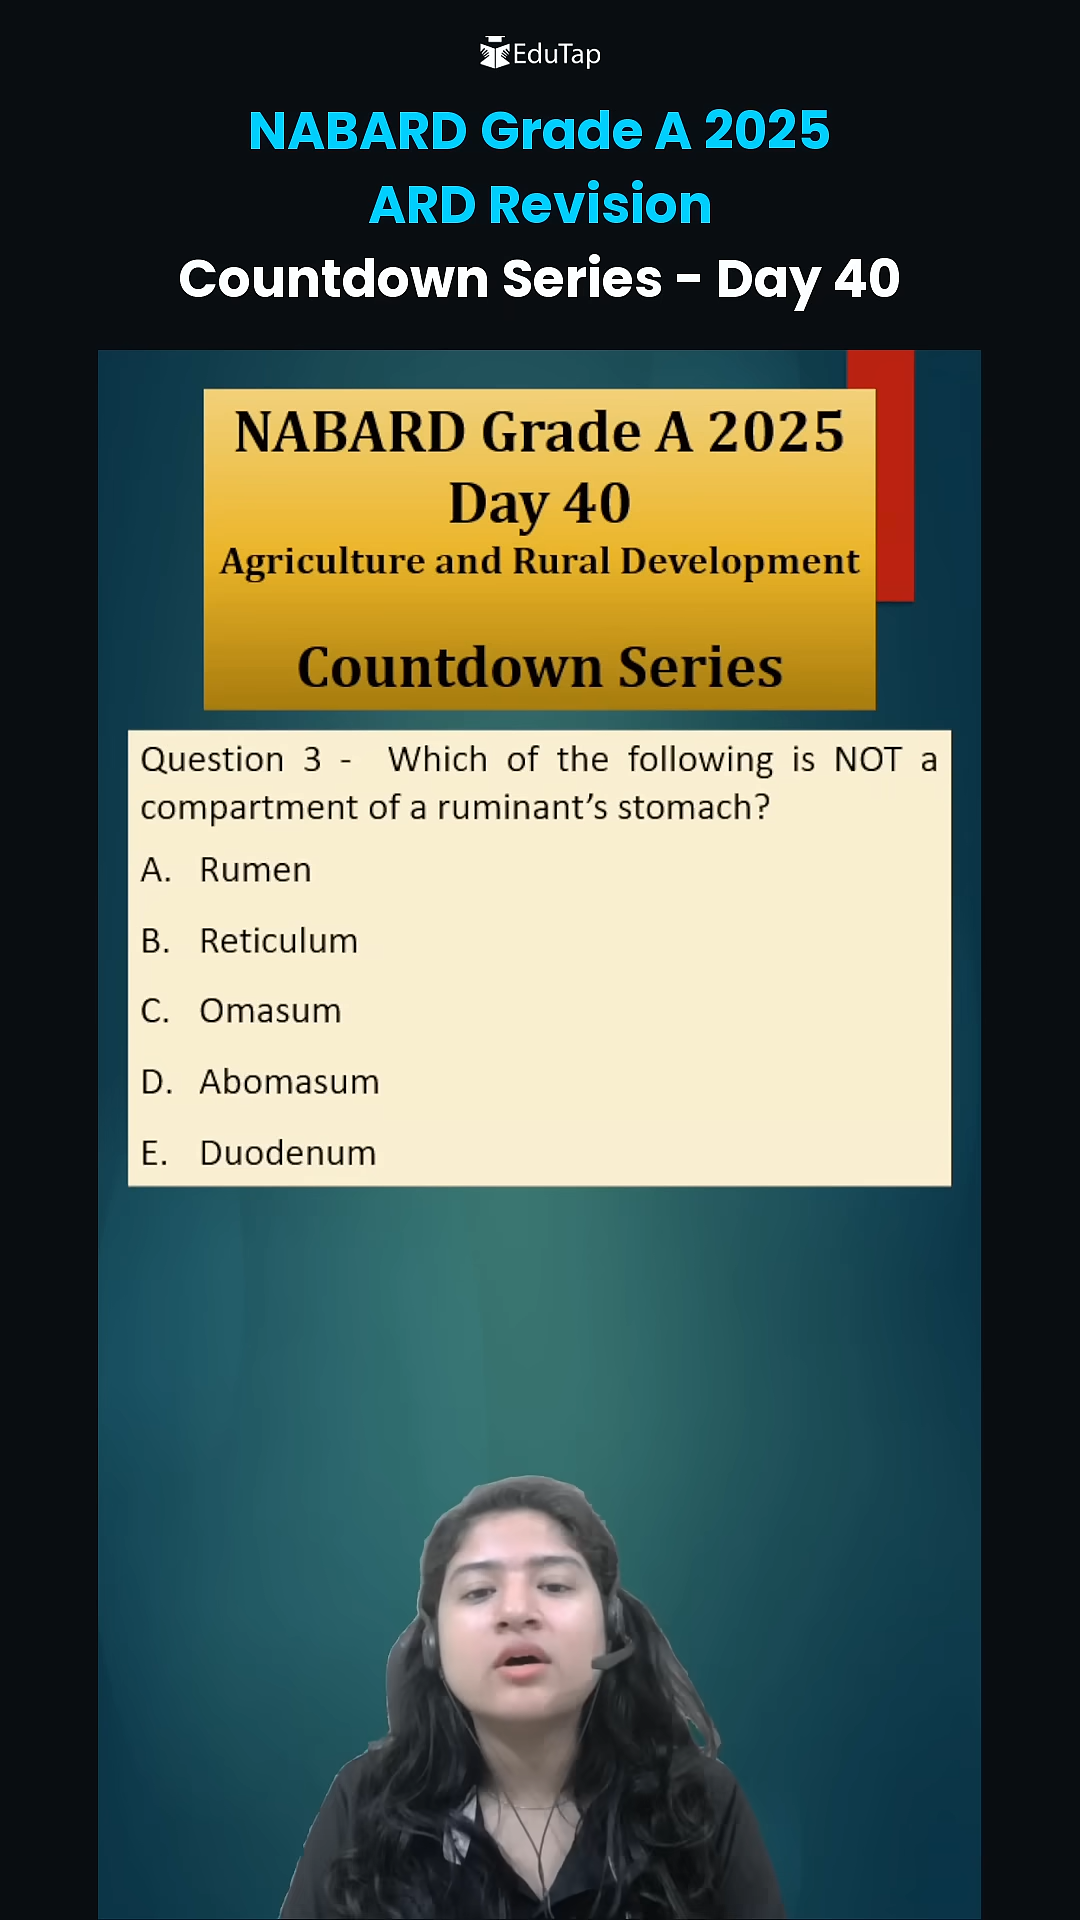 EduTap
NABARD Grade A 2025
ARD Revision
Countdown Series - Day 40
NABARD Grade A 2025
Day 40
Agriculture and Rural Development
Countdown Series
Question 3 - Which of the following is NOT a
compartment of a ruminant’s stomach?
A. Rumen
B. Reticulum
C. Omasum
D. Abomasum
E. Duodenum